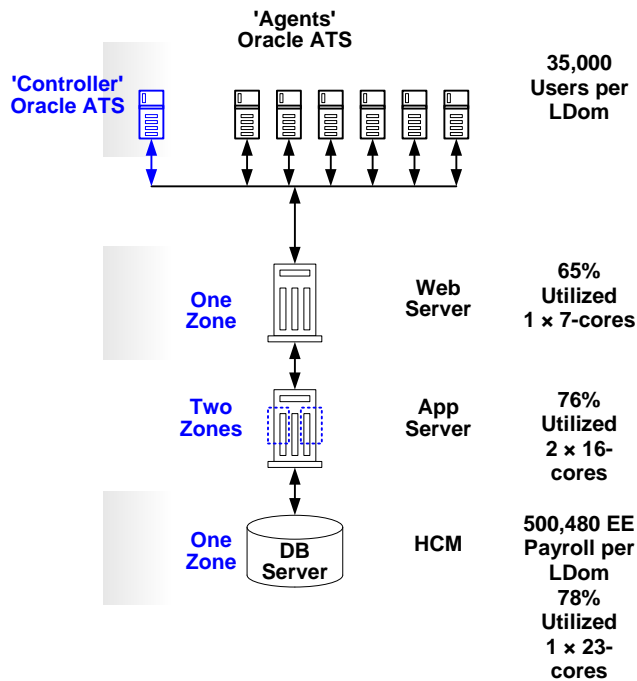 'Agents'
Oracle ATS
'Controller'
Oracle ATS
35,000
Users per
LDom
One
Zone
Web
Server
65%
Utilized
1 × 7-cores
Two
Zones
App
Server
76%
Utilized
2 × 16-
cores
One
Zone
DB
Server
HCM
500,480 EE
Payroll per
LDom
78%
Utilized
1 × 23-
cores